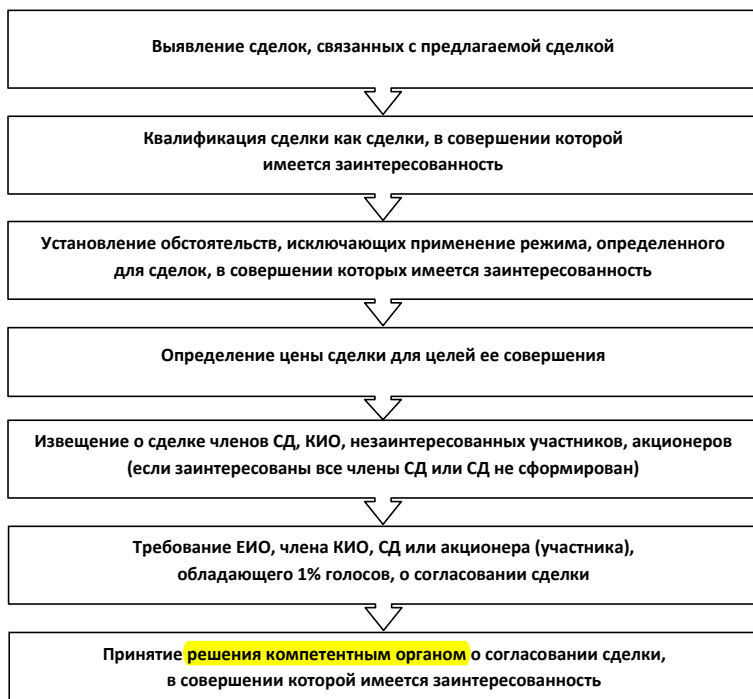 Выявление сделок, связанных с предлагаемой сделкой
Квалификация сделки как сделки, в совершении которой
имеется заинтересованность
Установление обстоятельств, исключающих применение режима, определенного
для сделок, в совершении которых имеется заинтересованность
Определение цены сделки для целей ее совершения
Извещение о сделке членов СД, КИО, незаинтересованных участников, акционеров
(если заинтересованы все члены СД или СД не сформирован)
Требование ЕИО, члена КИО, СД или акционера (участника),
обладающего 1% голосов, о согласовании сделки
Принятие решения компетентным органом о согласовании сделки,
в совершении которой имеется заинтересованность